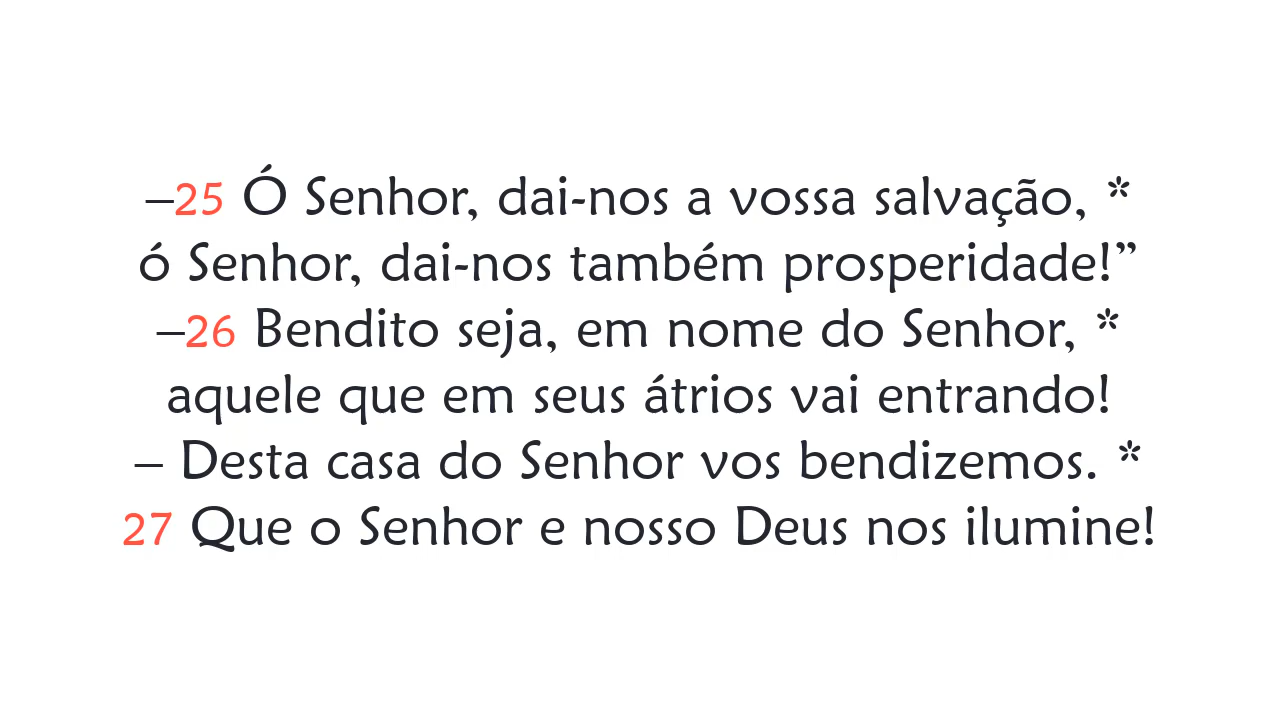 –25 Ó Senhor, dai-nos a vossa salvação, *
ó Senhor, dai-nos também prosperidade!”
–26 Bendito seja, em nome do Senhor, *
aquele que em seus átrios vai entrando!
– Desta casa do Senhor vos bendizemos. *
27 Que o Senhor e nosso Deus nos ilumine!